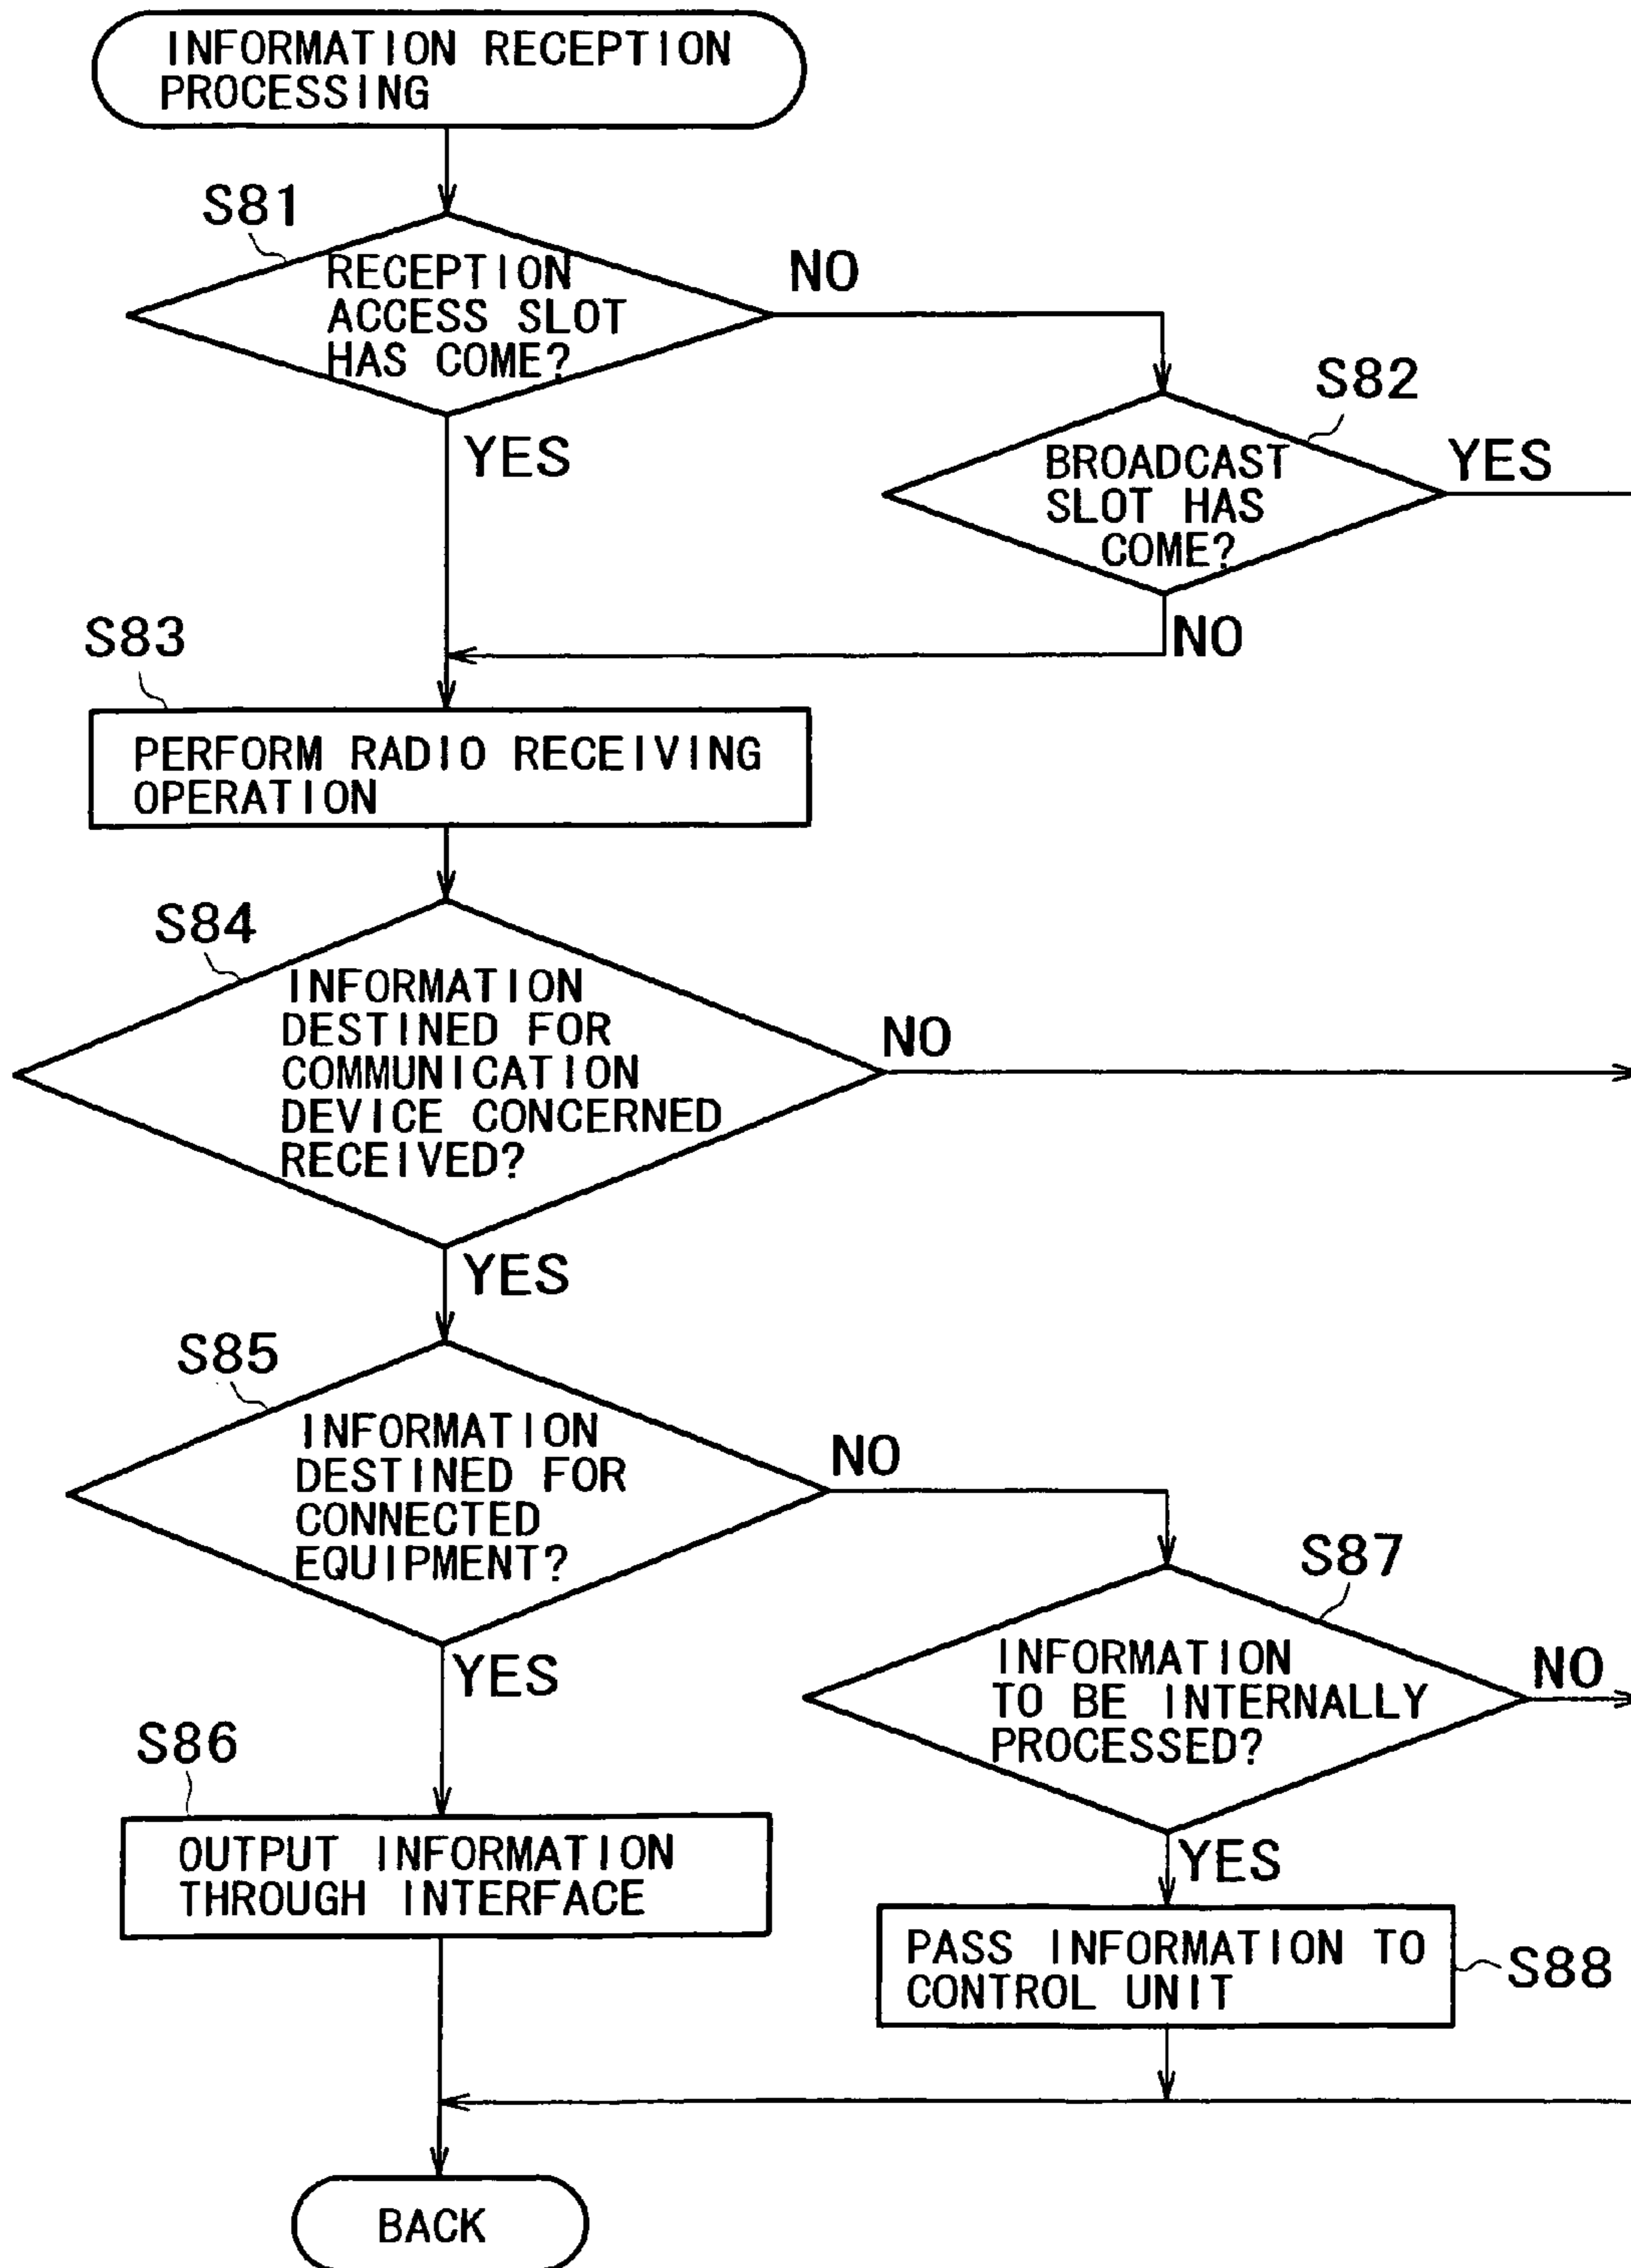 INFORMATION RECEPTION
PROCESSING
S81
RECEPTION
ACCESS SLOT
HAS COME?
NO
YES
S82
BROADCAST
SLOT HAS
COME?
YES
NO
S83
PERFORM RADIO RECEIVING
OPERATION
S84
INFORMATION
DESTINED FOR
COMMUNICATION
DEVICE CONCERNED
RECEIVED?
NO
YES
S85
INFORMATION
DESTINED FOR
CONNECTED
EQUIPMENT?
NO
YES
S87
INFORMATION
TO BE INTERNALLY
PROCESSED?
NO
YES
S86
OUTPUT INFORMATION
THROUGH INTERFACE
PASS INFORMATION TO
CONTROL UNIT
S88
BACK